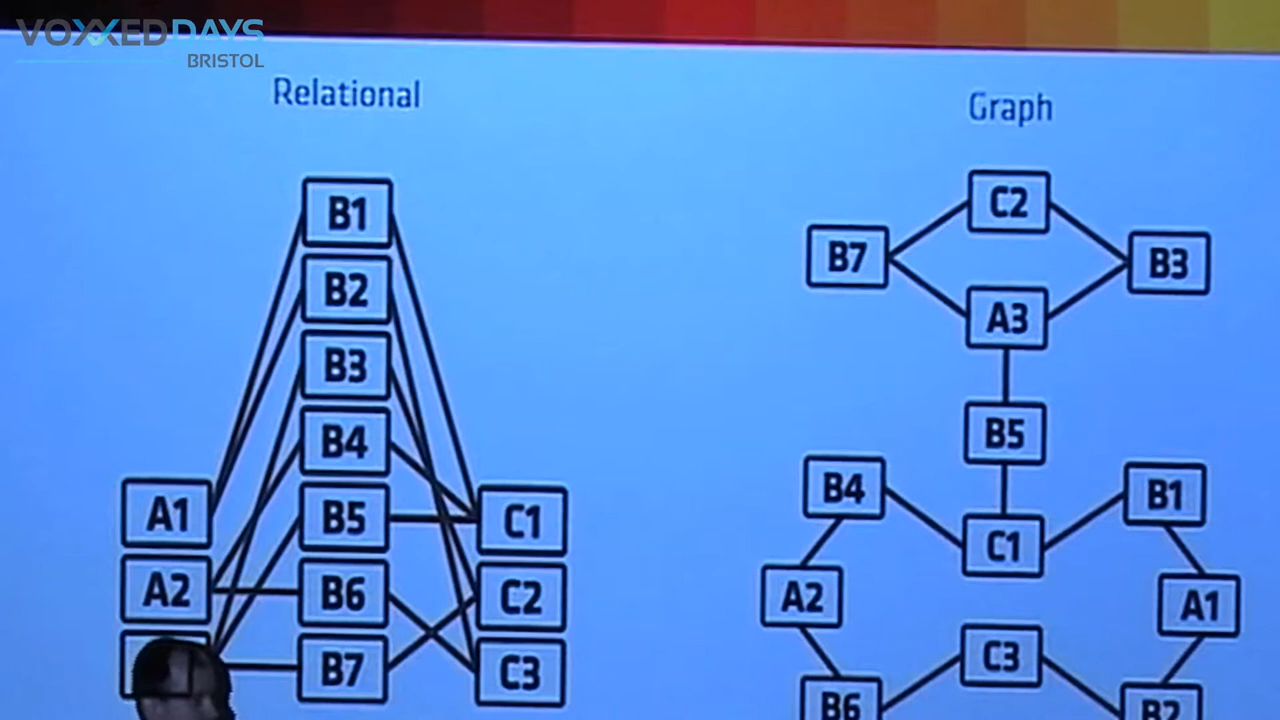 VOXXED DAYS
BRISTOL
Relational
Graph
B1
B2
B3
B4
B5
B6
B7
A1
A2
C1
C2
C3
C2
B7
B3
A3
B5
B4
B1
C1
A2
A1
C3
B6
B2